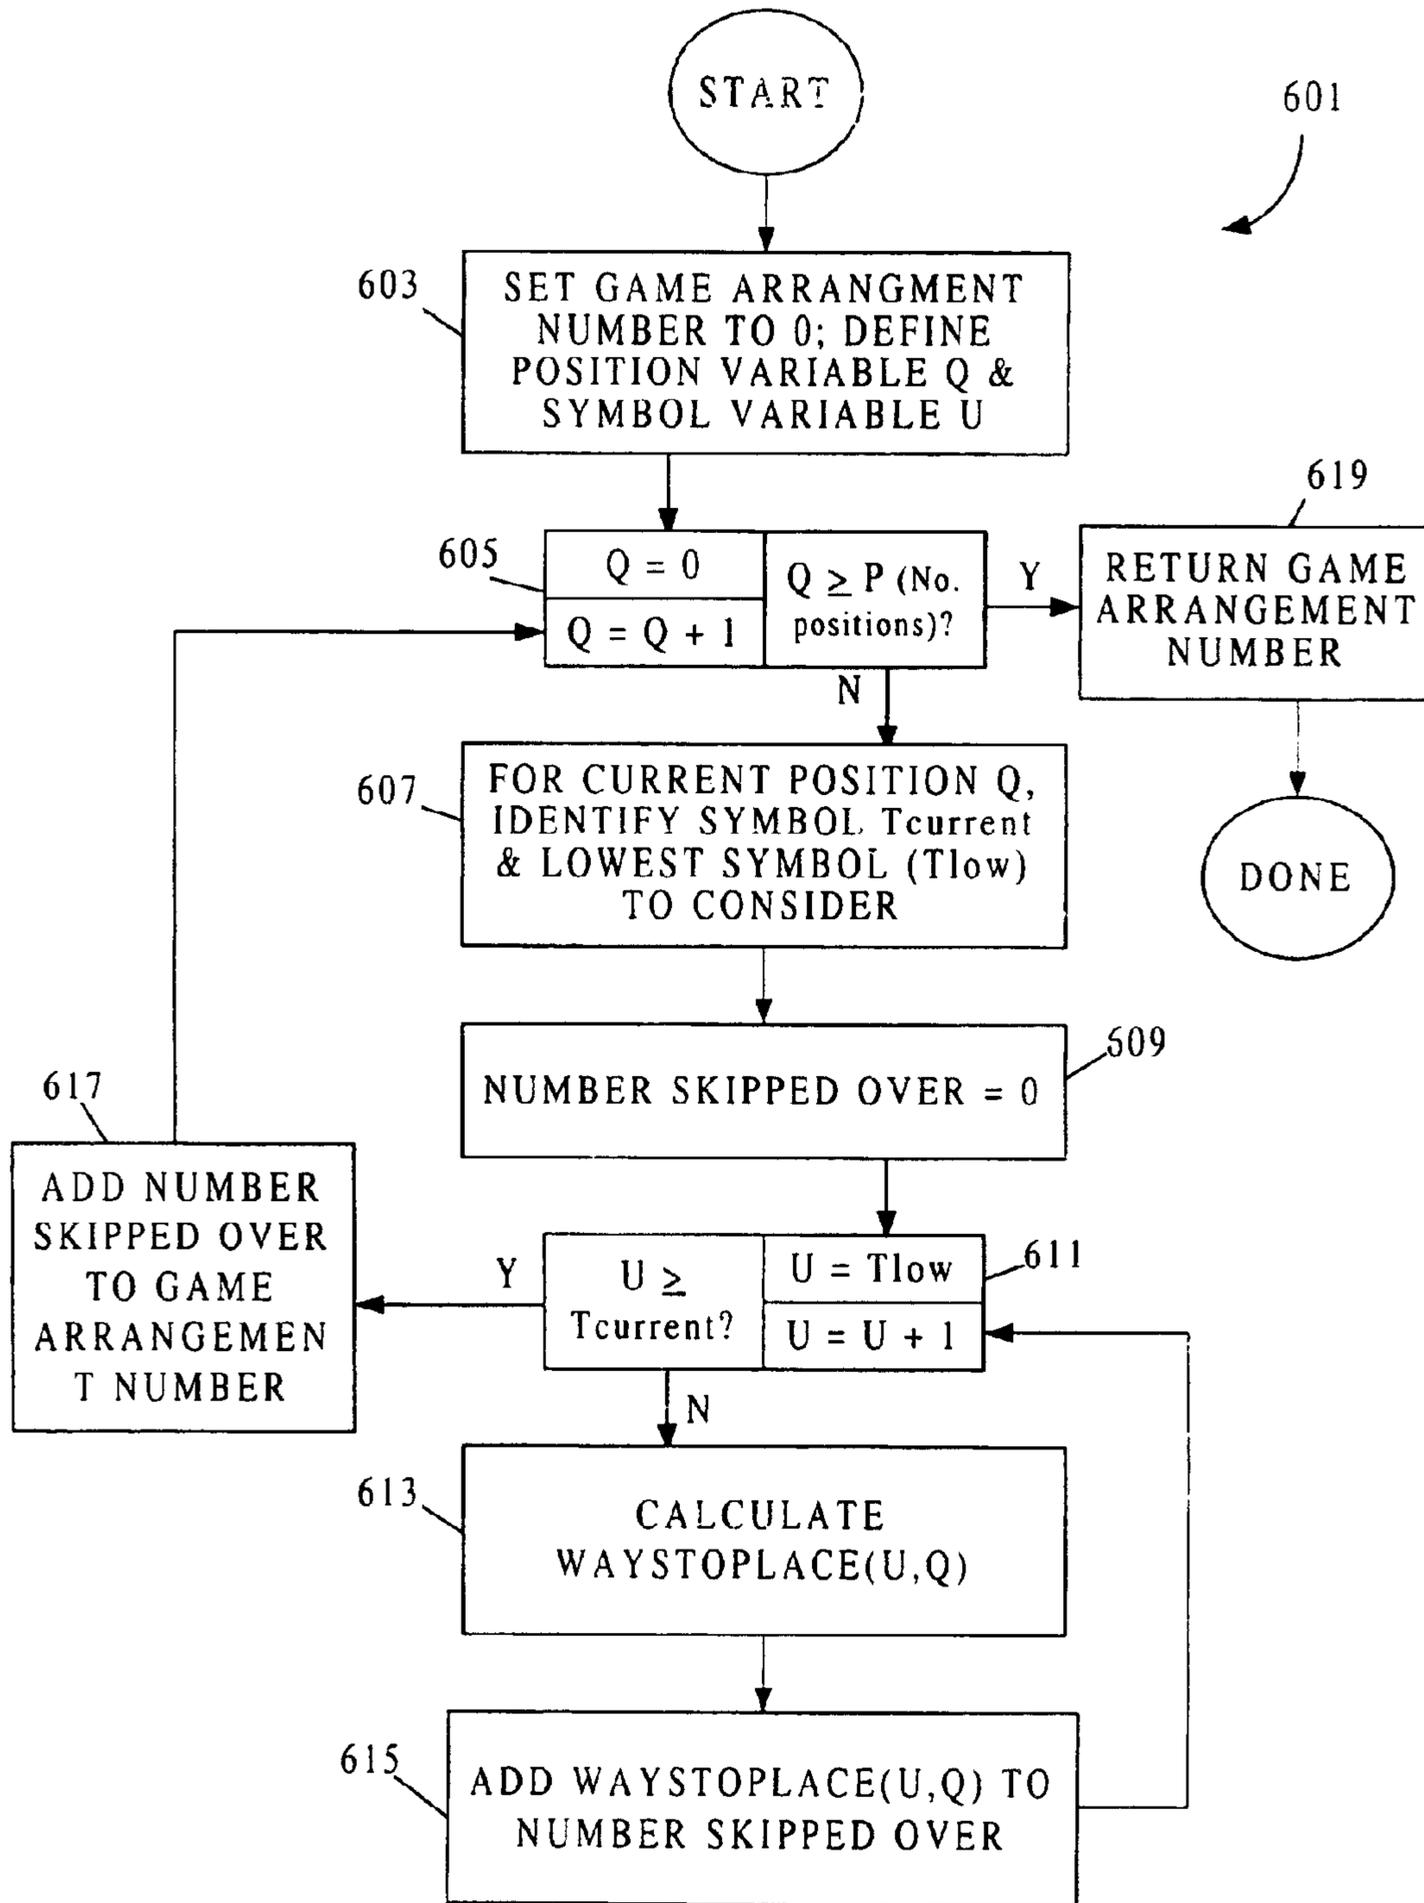 START
601
603
SET GAME ARRANGMENT
NUMBER TO 0; DEFINE
POSITION VARIABLE Q &
SYMBOL VARIABLE U
619
605
Q = 0
Q = Q + 1
Q ≥ P (No.
positions)?
Y
RETURN GAME
ARRANGEMENT
NUMBER
N
607
FOR CURRENT POSITION Q,
IDENTIFY SYMBOL Tcurrent
& LOWEST SYMBOL (Tlow)
TO CONSIDER
DONE
609
NUMBER SKIPPED OVER = 0
617
ADD NUMBER
SKIPPED OVER
TO GAME
ARRANGEMEN
T NUMBER
Y
U ≥
Tcurrent?
U = Tlow
U = U + 1
611
N
613
CALCULATE
WAYSTOPLACE(U,Q)
615
ADD WAYSTOPLACE(U,Q) TO
NUMBER SKIPPED OVER